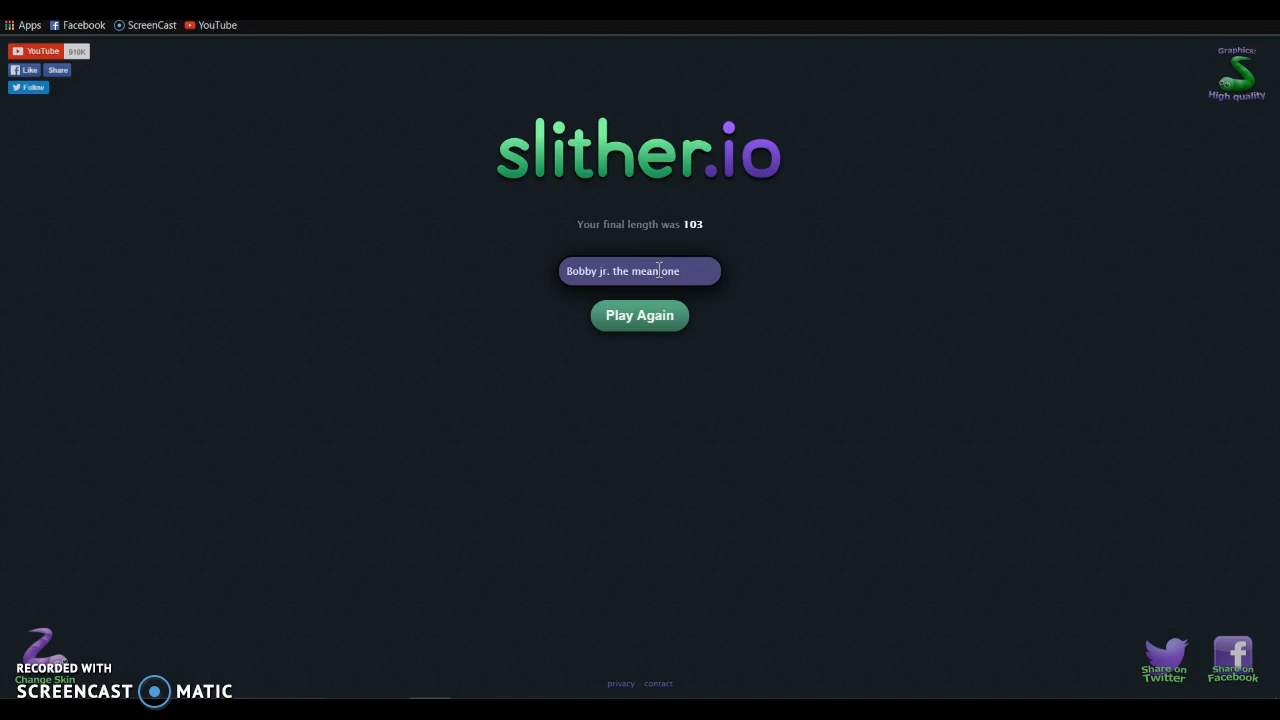 Apps Facebook ScreenCast YouTube
YouTube 910K
Like Share
Follow
Graphics:
High quality
slither.io
Your final length was 103
Bobby jr. the mean one
Play Again
Change Skin
RECORDED WITH
SCREENCAST MATIC
privacy - contact
Share on
Twitter
Share on
Facebook